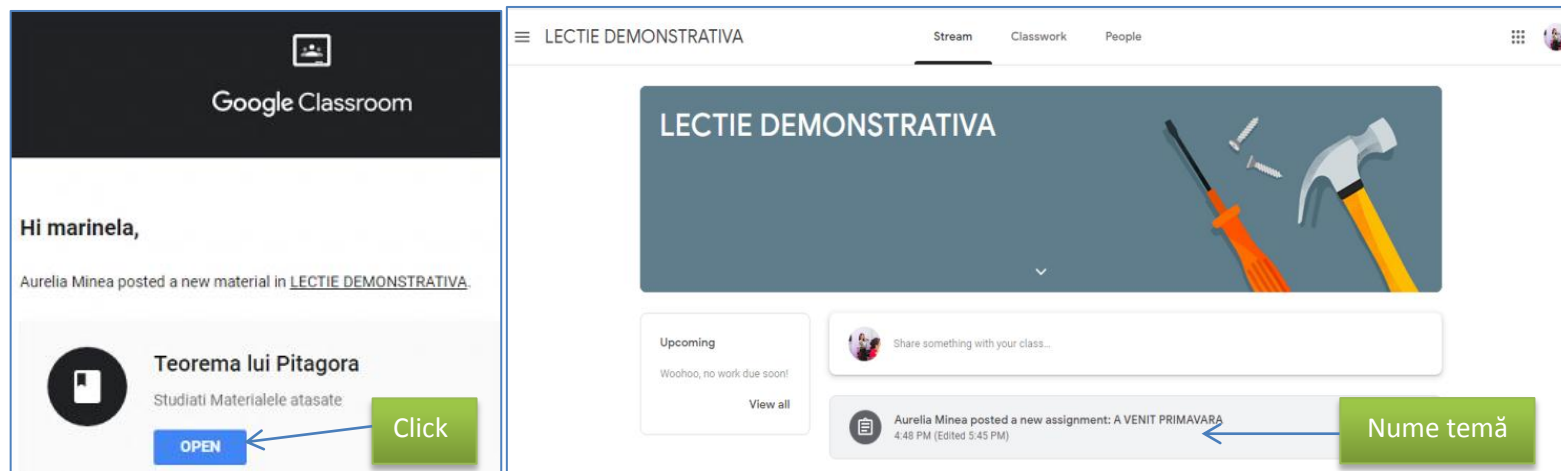 Google Classroom
Hi marinela,
Aurelia Minea posted a new material in LECTIE DEMONSTRATIVA.
Teorema lui Pitagora
Studiati Materialele atasate
OPEN
Click
LECTIE DEMONSTRATIVA
Stream Classwork People
LECTIE DEMONSTRATIVA
Upcoming
Woohoo, no work due soon!
View all
Share something with your class...
Aurelia Minea posted a new assignment: A VENIT PRIMAVARA
4:48 PM (Edited 5:45 PM)
Nume temă